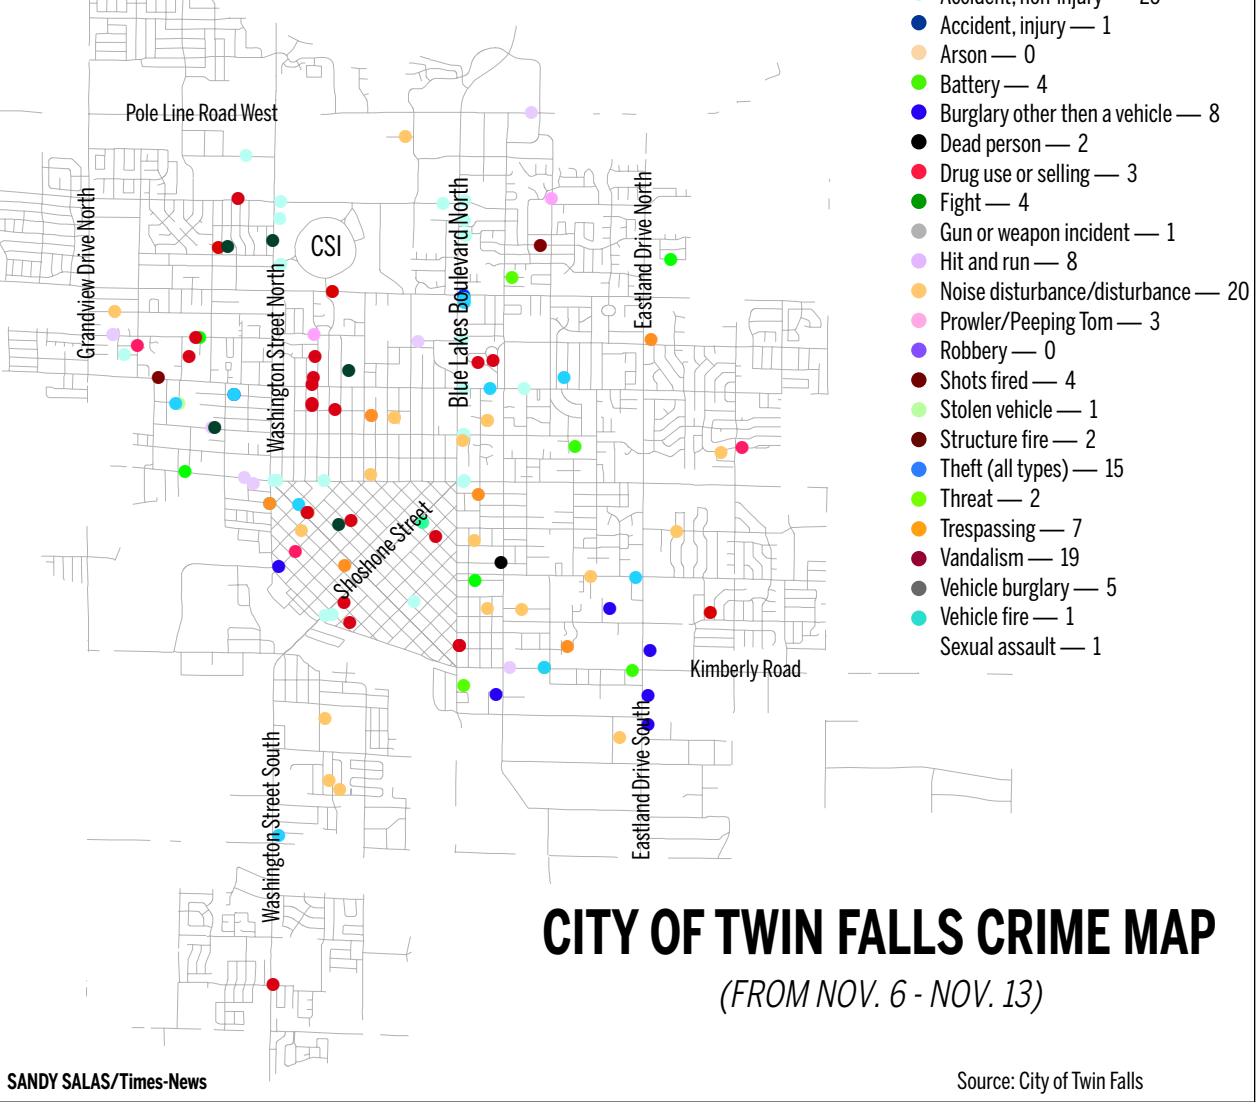 Accident, non-injury — 20
Accident, injury — 1
Arson — 0
Battery — 4
Burglary other then a vehicle — 8
Dead person — 2
Drug use or selling — 3
Fight — 4
Gun or weapon incident — 1
Hit and run — 8
Noise disturbance/disturbance — 20
Prowler/Peeping Tom — 3
Robbery — 0
Shots fired — 4
Stolen vehicle — 1
Structure fire — 2
Theft (all types) — 15
Threat — 2
Trespassing — 7
Vandalism — 19
Vehicle burglary — 5
Vehicle fire — 1
Sexual assault — 1
Pole Line Road West
Grandview Drive North
Washington Street North
CSI
Blue Lakes Boulevard North
Eastland Drive North
Shoshone Street
Kimberly Road
Washington Street South
Eastland Drive South
CITY OF TWIN FALLS CRIME MAP
(FROM NOV. 6 - NOV. 13)
SANDY SALAS/Times-News
Source: City of Twin Falls